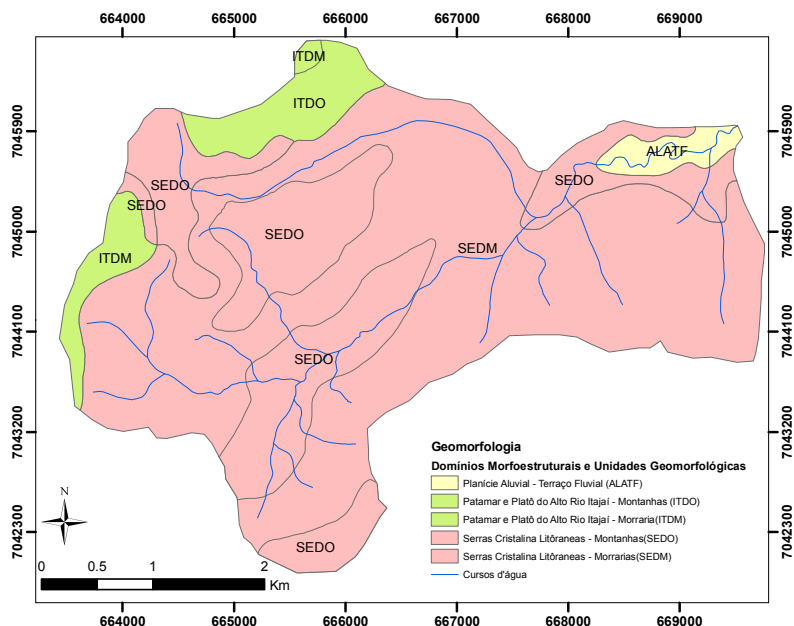 664000 665000 666000 667000 668000 669000
7045900
7045900
ITDM
ITDO
ALATF
SEDO
SEDO
SEDO
7045000
7045000
SEDO
SEDM
ITDM
7044100
7044100
SEDO
7043200
7043200
Geomorfologia
Domínios Morfoestruturais e Unidades Geomorfológicas
Planície Aluvial - Terraço Fluvial (ALATF)
Patamar e Platô do Alto Rio Itajaí - Montanhas (ITDO)
Patamar e Platô do Alto Rio Itajaí - Morraria(ITDM)
Serras Cristalina Litôraneas - Montanhas(SEDO)
Serras Cristalina Litôraneas - Morrarias(SEDM)
Cursos d'água
N
7042300
7042300
SEDO
0 0.5 1 2
Km
664000 665000 666000 667000 668000 669000